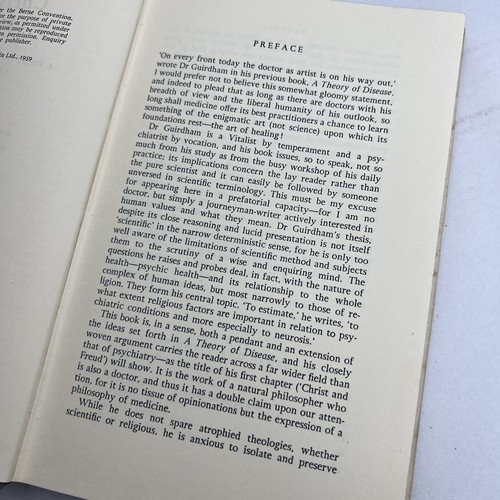 r the Berne Convention,
for the purpose of private
view, as permitted under
tion may be reproduced
n permission. Enquiry
e publisher.
ia Ltd., 1959
PREFACE
'On every front today the doctor as artist is on his way out,'
wrote Dr Guirdham in his previous book, A Theory of Disease.
I would prefer not to believe this somewhat gloomy statement,
and indeed to plead that as long as there are doctors with his
breadth of view and the liberal humanity of his outlook, so
long shall medicine offer its best practitioners a chance to learn
something of the enigmatic art (not science) upon which its
foundations rest—the art of healing!
Dr Guirdham is a Vitalist by temperament and a psy-
chiatrist by vocation, and his book issues, so to speak, not so
much from his study as from the busy workshop of his daily
practice; its implications concern the lay reader rather than
the pure scientist and it can easily be followed by someone
unversed in scientific terminology. This must be my excuse
for appearing here in a prefatorial capacity—for I am no
doctor, but simply a journeyman-writer actively interested in
human values and what they mean. Dr Guirdham's thesis,
despite its close reasoning and lucid presentation is not itself
'scientific' in the narrow deterministic sense, for he is only too
well aware of the limitations of scientific method and subjects
them to the scrutiny of a wise and enquiring mind. The
questions he raises and probes deal, in fact, with the nature of
health—psychic health—and its relationship to the whole
complex of human ideas, but most narrowly to those of re-
ligion. They form his central topic. 'To estimate,' he writes, 'to
what extent religious factors are important in relation to psy-
chiatric conditions and more especially to neurosis.'
This book is, in a sense, both a pendant and an extension of
the ideas set forth in A Theory of Disease, and his closely
woven argument carries the reader across a far wider field than
that of psychiatry—as the title of his first chapter ('Christ and
Freud') will show. It is the work of a natural philosopher who
is also a doctor, and thus it has a double claim upon our atten-
tion, for it is no tissue of opinionations but the expression of a
philosophy of medicine.
While he does not spare atrophied theologies, whether
scientific or religious, he is anxious to isolate and preserve